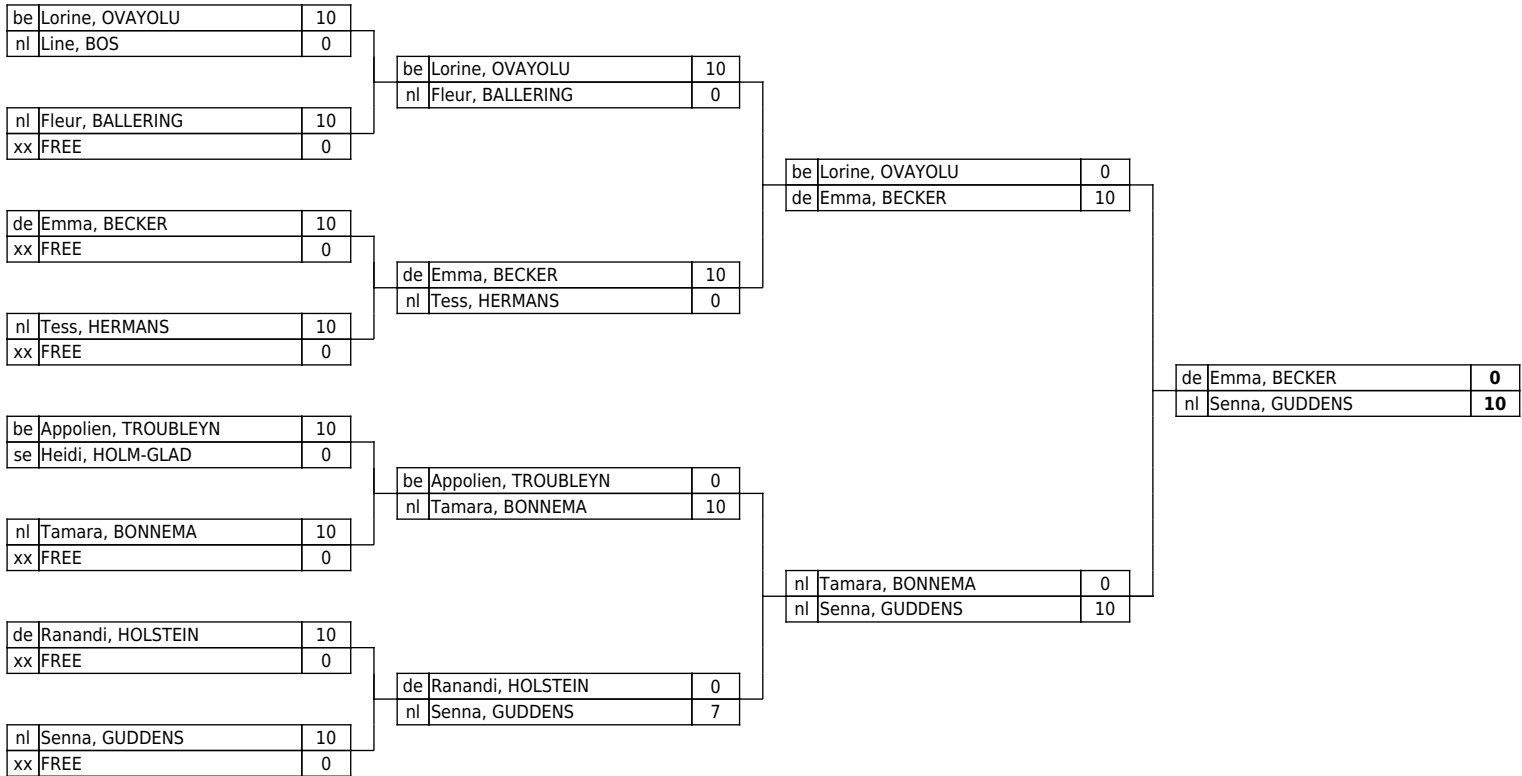 be Lorine, OVAYOLU 10
nl Line, BOS 0
nl Fleur, BALLERING 10
xx FREE 0
de Emma, BECKER 10
xx FREE 0
nl Tess, HERMANS 10
xx FREE 0
be Appolien, TROUBLEYN 10
se Heidi, HOLM-GLAD 0
nl Tamara, BONNEMA 10
xx FREE 0
de Ranandi, HOLSTEIN 10
xx FREE 0
nl Senna, GUDDENS 10
xx FREE 0
be Lorine, OVAYOLU 10
nl Fleur, BALLERING 0
de Emma, BECKER 10
nl Tess, HERMANS 0
be Appolien, TROUBLEYN 0
nl Tamara, BONNEMA 10
de Ranandi, HOLSTEIN 0
nl Senna, GUDDENS 7
be Lorine, OVAYOLU 0
de Emma, BECKER 10
nl Tamara, BONNEMA 0
nl Senna, GUDDENS 10
de Emma, BECKER 0
nl Senna, GUDDENS 10